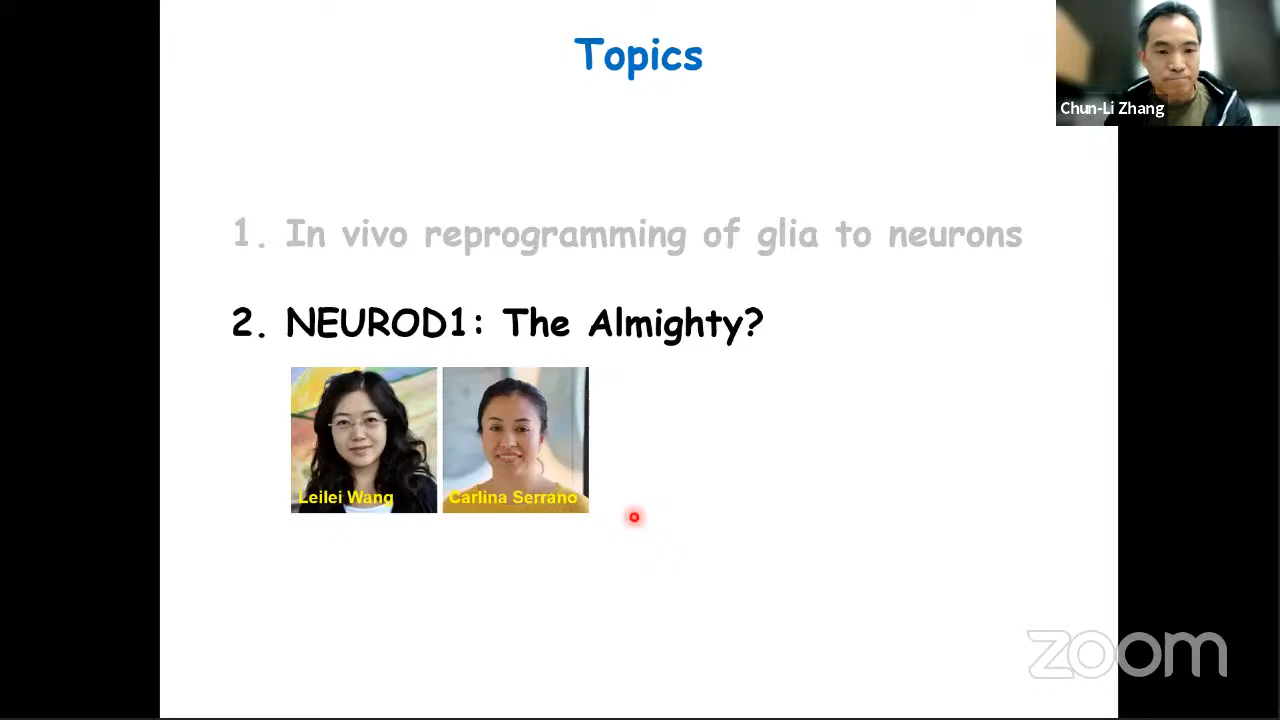 Topics
Chun-Li Zhang
1. In vivo reprogramming of glia to neurons
2. NEUROD1: The Almighty?
Leilei Wang
Carlina Serrano
zoom